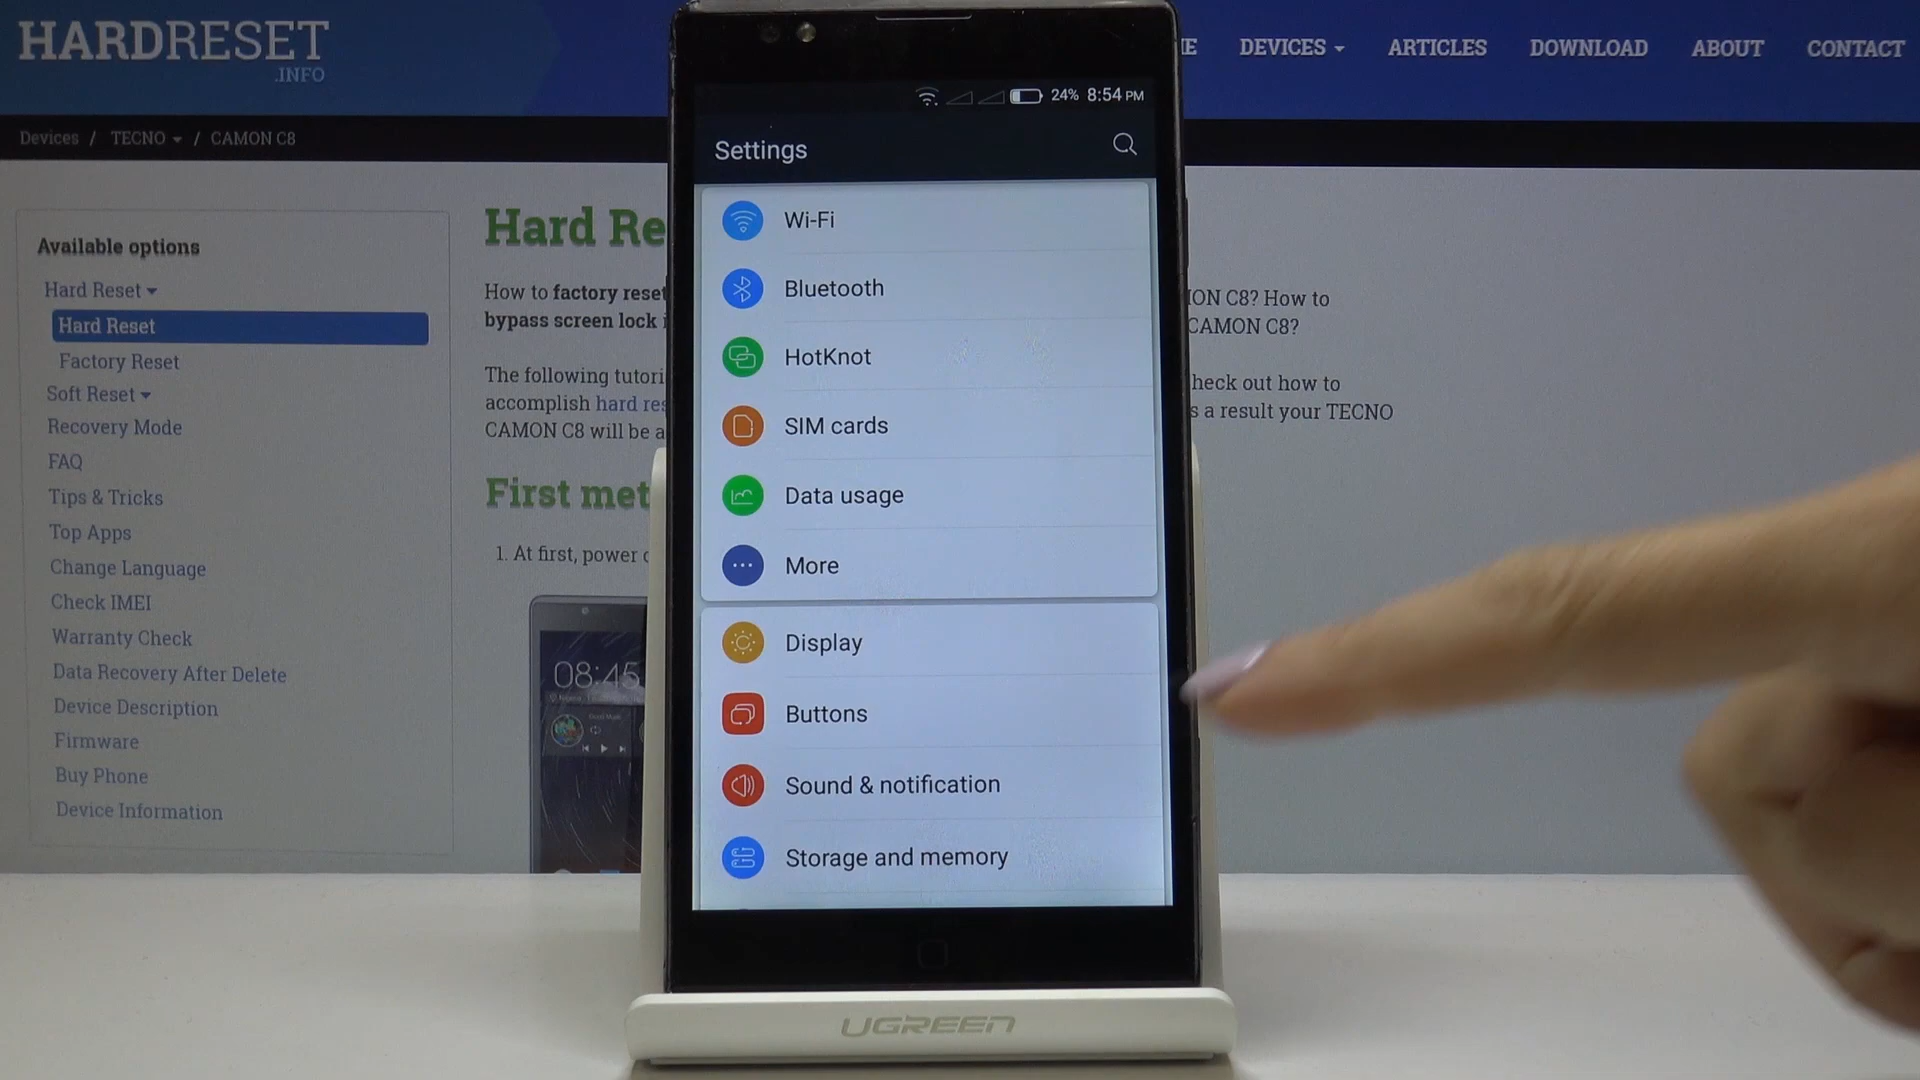 HARDRESET
.INFO
DEVICES
ARTICLES
DOWNLOAD
ABOUT
CONTACT
Devices / TECNO / CAMON C8
Available options
Hard Reset
Hard Reset
Factory Reset
Soft Reset
Recovery Mode
FAQ
Tips & Tricks
Top Apps
Change Language
Check IMEI
Warranty Check
Data Recovery After Delete
Device Description
Firmware
Buy Phone
Device Information
Hard Re
How to factory reset
bypass screen lock
The following tutori
accomplish hard res
CAMON C8 will be a
First met
1. At first, power
08:45
24% 8:54 PM
Settings
Wi-Fi
Bluetooth
HotKnot
SIM cards
Data usage
More
Display
Buttons
Sound & notification
Storage and memory
ON C8? How to
CAMON C8?
heck out how to
s a result your TECNO
UGREEN